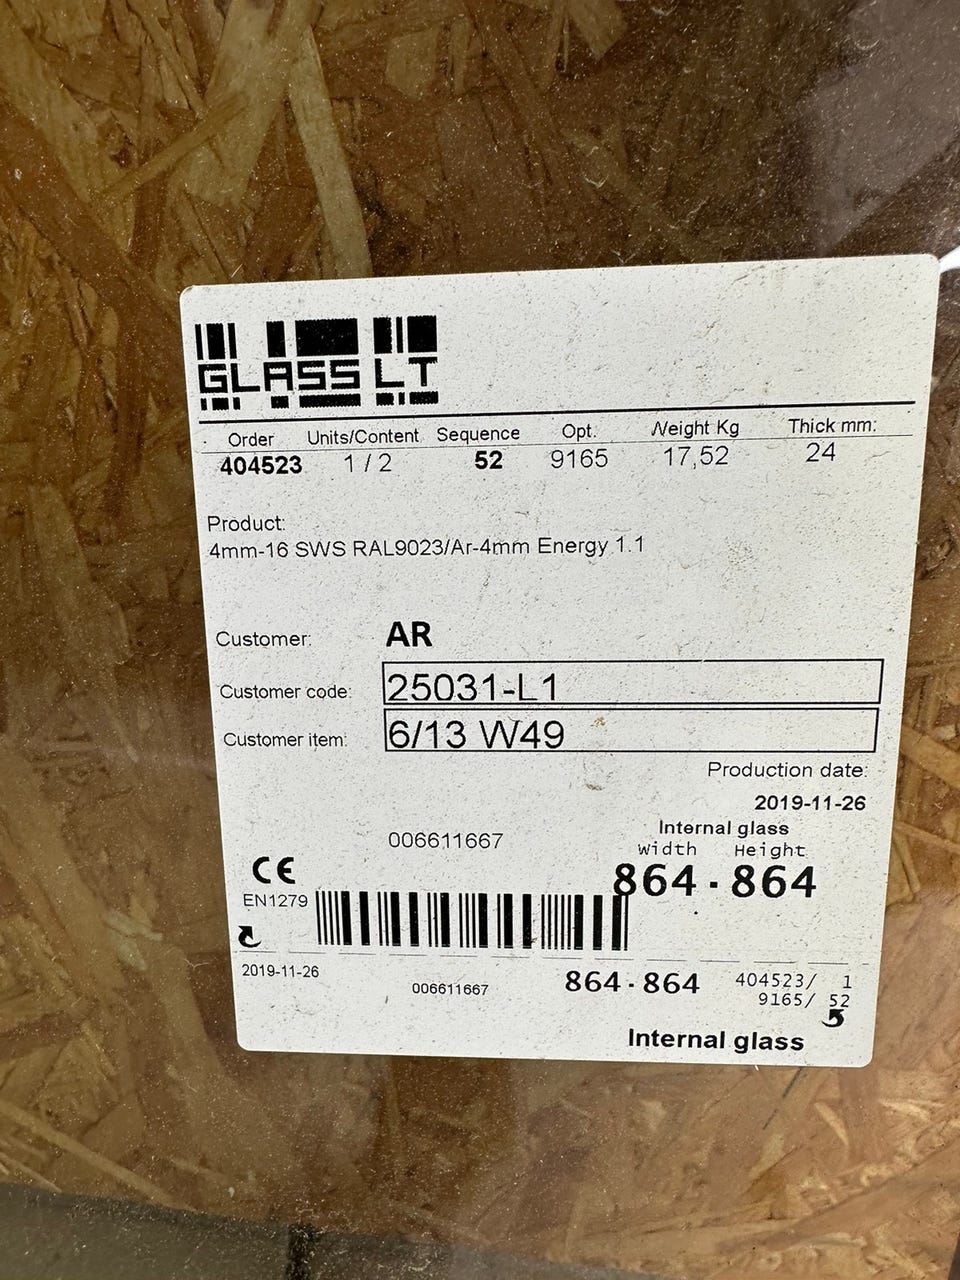 GLASS LT
Order Units/Content Sequence Opt. Weight Kg Thick mm:
404523 1 / 2 52 9165 17,52 24
Product:
4mm-16 SWS RAL9023/Ar-4mm Energy 1.1
Customer: AR
Customer code: 25031-L1
Customer item: 6/13 W49
Production date:
2019-11-26
Internal glass
006611667
Width Height
864 · 864
CE
EN1279
2019-11-26
006611667
864 · 864
404523/ 1
9165/ 52
Internal glass